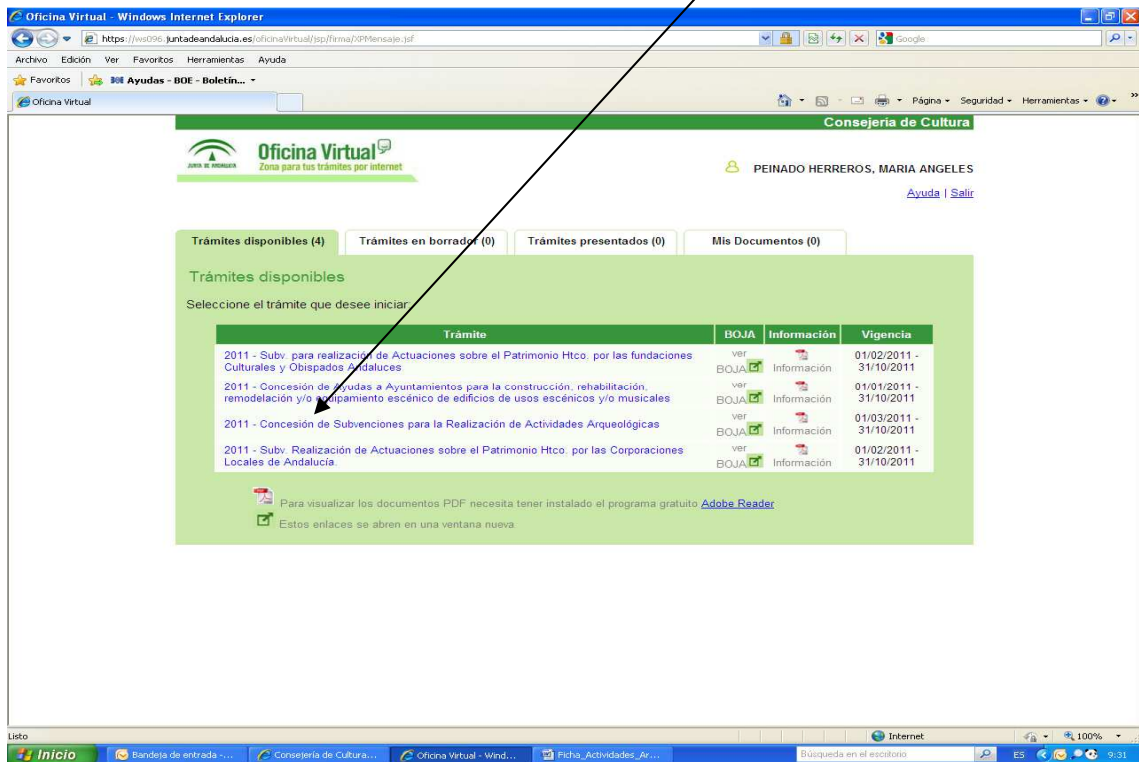 Oficina Virtual - Windows Internet Explorer
https://ws096.juntadeandalucia.es/oficinaVirtual/jsp/firma/XPMensaje.jsf
Google
Archivo Edición Ver Favoritos Herramientas Ayuda
Favoritos BOE Ayudas - BOE - Boletín...
Oficina Virtual
Página Seguridad Herramientas
Consejería de Cultura
JUNTA DE ANDALUCIA
Oficina Virtual
Zona para tus trámites por internet
PEINADO HERREROS, MARIA ANGELES
Ayuda | Salir
Trámites disponibles (4) Trámites en borrador (0) Trámites presentados (0) Mis Documentos (0)
Trámites disponibles
Seleccione el trámite que desee iniciar:
Trámite BOJA Información Vigencia
2011 - Subv. para realización de Actuaciones sobre el Patrimonio Htco. por las fundaciones
Culturales y Obispados Andaluces
ver
BOJA Información
01/02/2011 -
31/10/2011
2011 - Concesión de Ayudas a Ayuntamientos para la construcción, rehabilitación,
remodelación y/o equipamiento escénico de edificios de usos escénicos y/o musicales
ver
BOJA Información
01/01/2011 -
31/10/2011
2011 - Concesión de Subvenciones para la Realización de Actividades Arqueológicas
ver
BOJA Información
01/03/2011 -
31/10/2011
2011 - Subv. Realización de Actuaciones sobre el Patrimonio Htco. por las Corporaciones
Locales de Andalucía.
ver
BOJA Información
01/02/2011 -
31/10/2011
Para visualizar los documentos PDF necesita tener instalado el programa gratuito Adobe Reader
Estos enlaces se abren en una ventana nueva
Listo
Internet
100%
Inicio
Bandeja de entrada -...
Consejería de Cultura...
Oficina Virtual - Wind...
Ficha_Actividades_Ar...
Búsqueda en el escritorio
ES
9:31